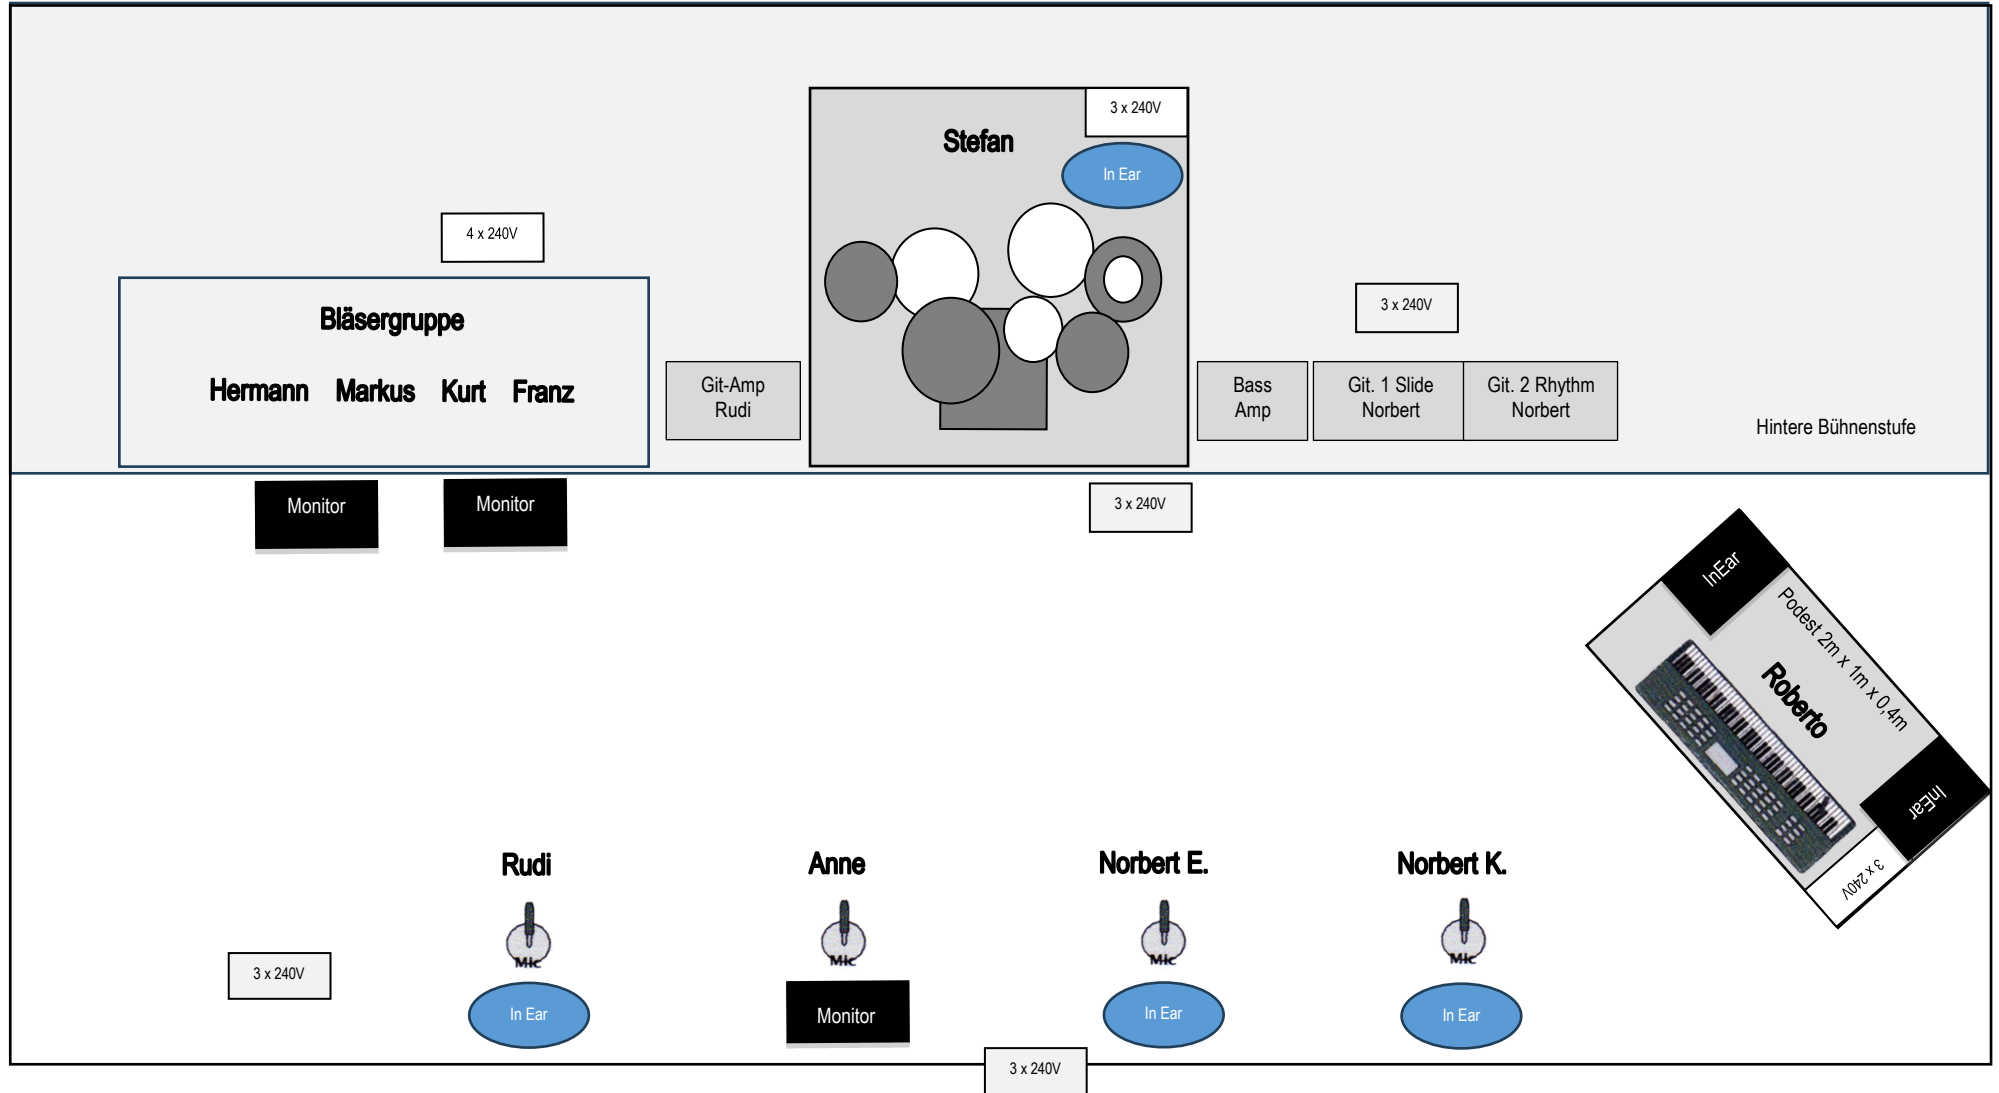 3 x 240V
Stefan
In Ear
4 x 240V
3 x 240V
Bläsergruppe
Hermann Markus Kurt Franz
Git-Amp
Rudi
Bass
Amp
Git. 1 Slide
Norbert
Git. 2 Rhythm
Norbert
Hintere Bühnenstufe
Monitor
Monitor
3 x 240V
InEar
Podest 2m x 1m x 0,4m
Roberto
InEar
3 x 240V
Rudi
Anne
Norbert E.
Norbert K.
Mic
Mic
Mic
Mic
3 x 240V
In Ear
Monitor
In Ear
In Ear
3 x 240V